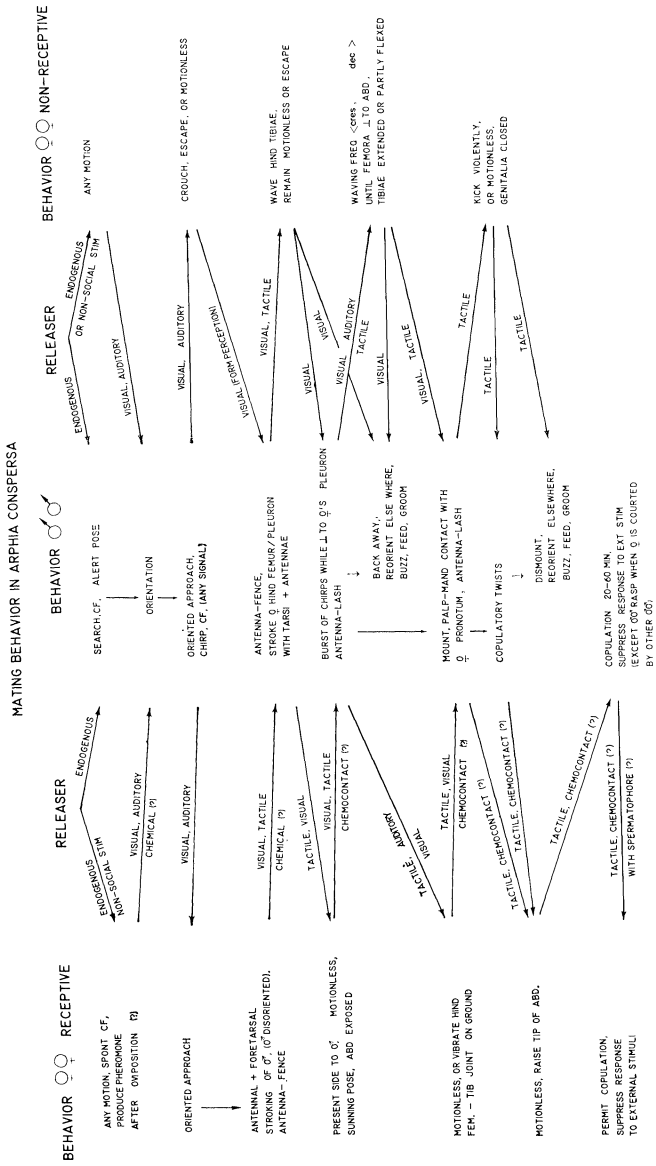 MATING BEHAVIOR IN ARPHIA CONSPERSA
BEHAVIOR ♀♀ RECEPTIVE
RELEASER
BEHAVIOR ♂♂
RELEASER
BEHAVIOR ♀♀ NON-RECEPTIVE
ANY MOTION, SPONT CF,
PRODUCE PHEROMONE
AFTER OVIPOSITION (?)
ORIENTED APPROACH
ANTENNAL + FORETARSAL
STROKING OF ♂. (♂ DISORIENTED),
ANTENNA-FENCE
PRESENT SIDE TO ♂, MOTIONLESS,
SUNNING POSE, ABD EXPOSED
MOTIONLESS, OR VIBRATE HIND
FEM. - TIB JOINT ON GROUND
MOTIONLESS, RAISE TIP OF ABD.
PERMIT COPULATION,
SUPPRESS RESPONSE
TO EXTERNAL STIMULI
ENDOGENOUS
NON-SOCIAL STIM
ENDOGENOUS
VISUAL, AUDITORY
CHEMICAL (?)
VISUAL, AUDITORY
VISUAL, TACTILE
CHEMICAL (?)
TACTILE, VISUAL
VISUAL, TACTILE
CHEMOCONTACT (?)
TACTILE, AUDITORY
VISUAL
TACTILE, VISUAL
CHEMOCONTACT (?)
TACTILE, CHEMOCONTACT (?)
TACTILE, CHEMOCONTACT (?)
TACTILE, CHEMOCONTACT (?)
TACTILE, CHEMOCONTACT (?)
WITH SPERMATOPHORE (?)
SEARCH, CF, ALERT POSE
ORIENTATION
ORIENTED APPROACH,
CHIRP, CF, (ANY SIGNAL)
ANTENNA-FENCE,
STROKE ♀ HIND FEMUR/PLEURON
WITH TARSI + ANTENNAE
BURST OF CHIRPS WHILE ⊥ TO ♀'S PLEURON
ANTENNA-LASH
BACK AWAY,
REORIENT ELSE WHERE,
BUZZ, FEED, GROOM
MOUNT, PALP-MAND CONTACT WITH
♀ PRONOTUM, ANTENNA-LASH
COPULATORY TWISTS
DISMOUNT,
REORIENT ELSEWHERE,
BUZZ, FEED, GROOM
COPULATION 20-60 MIN,
SUPPRESS RESPONSE TO EXT STIM
(EXCEPT ♂♂ RASP WHEN ♀ IS COURTED
BY OTHER ♂♂)
ENDOGENOUS
ENDOGENOUS
OR NON-SOCIAL STIM
VISUAL, AUDITORY
VISUAL, AUDITORY
VISUAL (FORM PERCEPTION)
VISUAL, TACTILE
VISUAL
VISUAL
VISUAL AUDITORY
TACTILE
VISUAL
VISUAL, TACTILE
TACTILE
TACTILE
TACTILE
ANY MOTION
CROUCH, ESCAPE, OR MOTIONLESS
WAVE HIND TIBIAE,
REMAIN MOTIONLESS OR ESCAPE
WAVING FREQ <cres, dec >
UNTIL FEMORA ⊥ TO ABD,
TIBIAE EXTENDED OR PARTLY FLEXED
KICK VIOLENTLY,
OR MOTIONLESS,
GENITALIA CLOSED